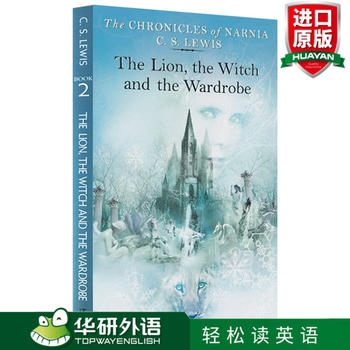 The CHRONICLES of NARNIA
C. S. LEWIS
The Lion, the Witch
and the Wardrobe
C. S. LEWIS
BOOK
2
THE LION, THE WITCH AND THE WARDROBE
进口
原版
HUAYAN
华研外语
轻松读英语